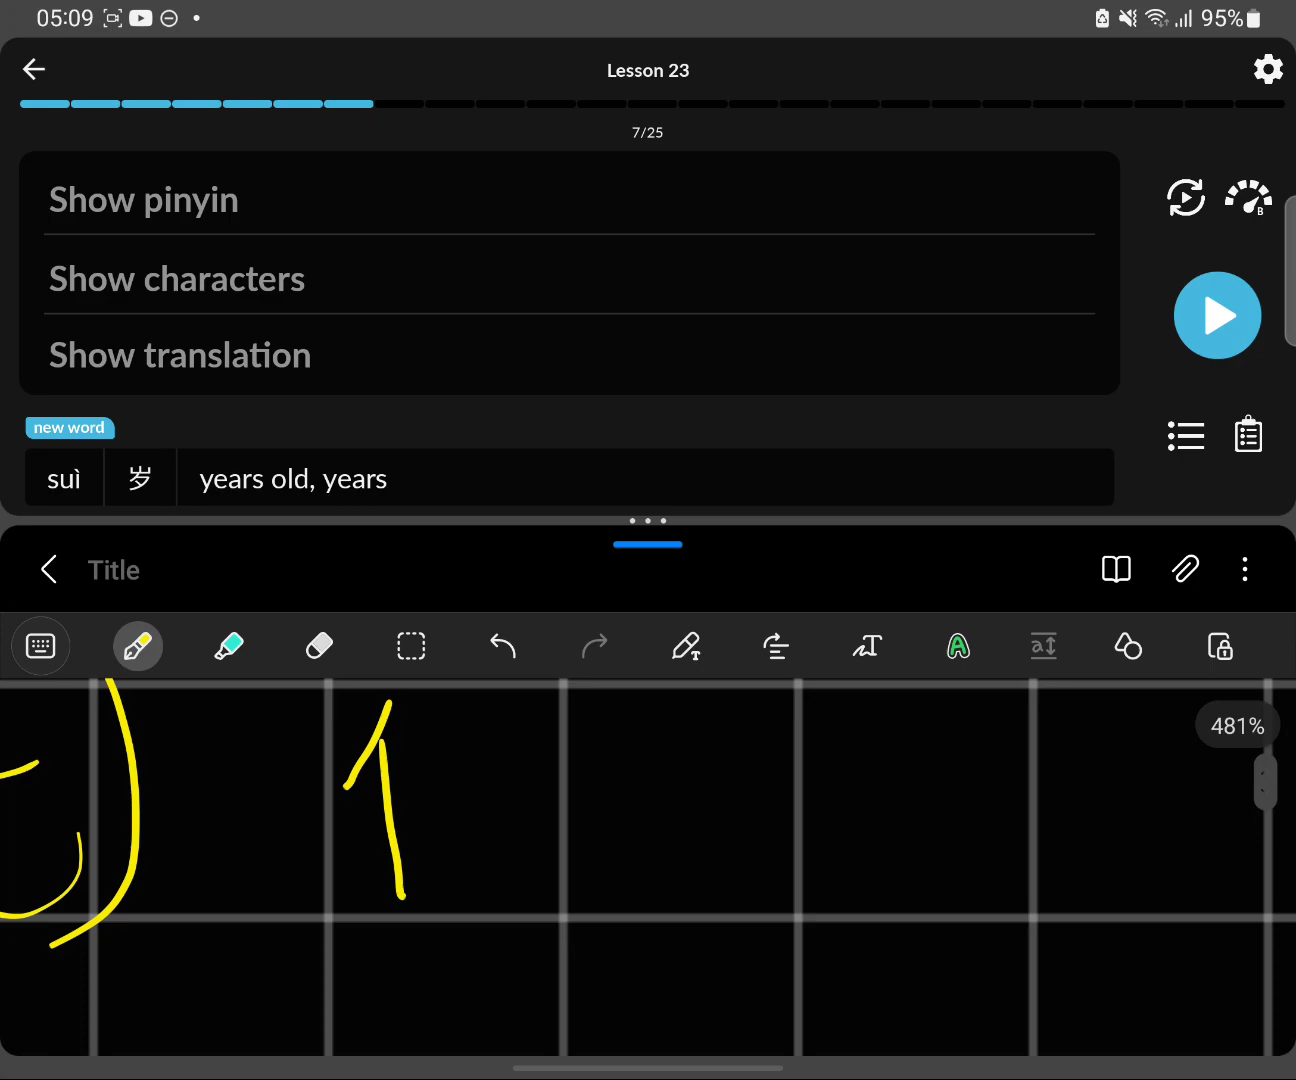 05:09 95%
Lesson 23
7/25
Show pinyin
Show characters
Show translation
B
new word
suì 岁 years old, years
Title
T T A a
481%
1